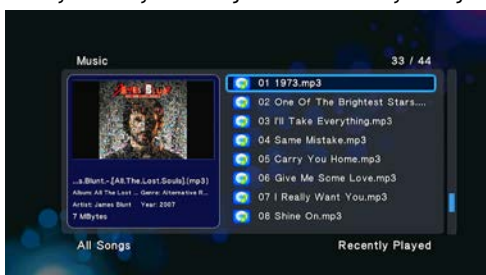 Music
33 / 44
JAMES BLUNT
01 1973.mp3
02 One Of The Brightest Stars....
03 I'll Take Everything.mp3
04 Same Mistake.mp3
05 Carry You Home.mp3
06 Give Me Some Love.mp3
07 I Really Want You.mp3
08 Shine On.mp3
...s.Blunt.-.[All.The.Lost.Souls].(mp3)
Album: All The Lost ... Genre: Alternative R...
Artist: James Blunt Year: 2007
7 MBytes
All Songs
Recently Played